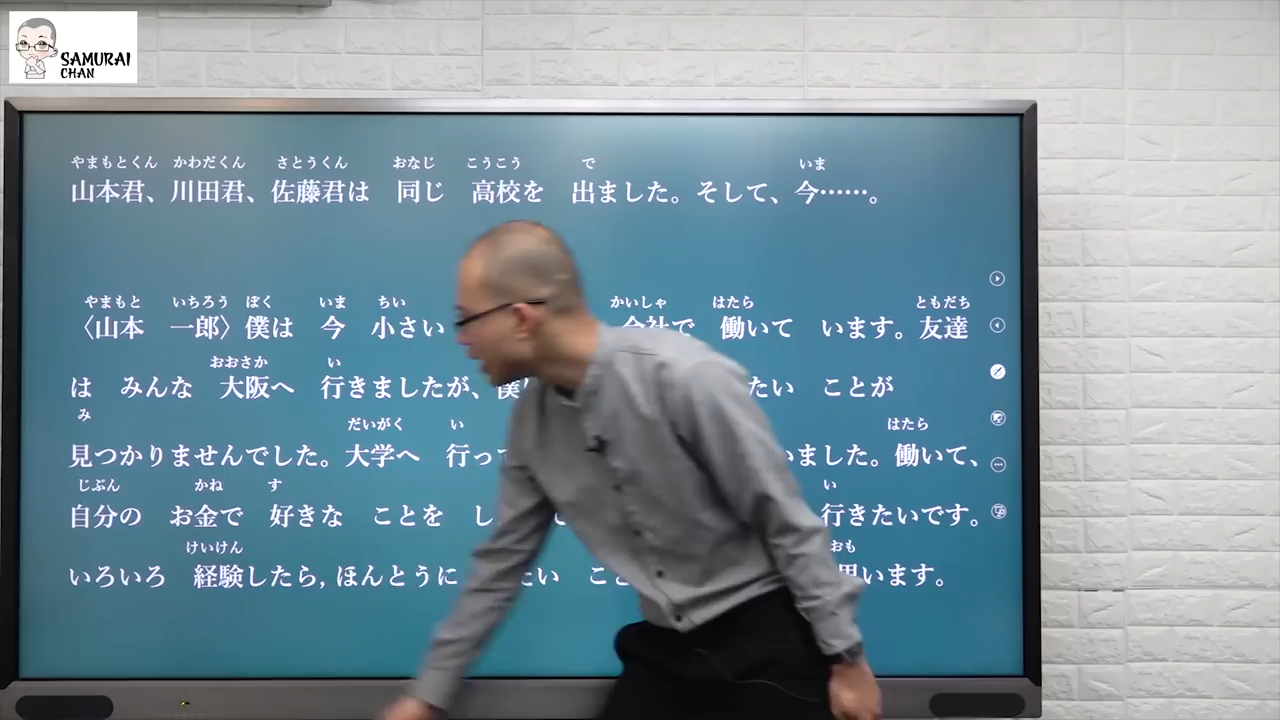 SAMURAI
CHAN
やまもとくん かわだくん さとうくん おなじ こうこう で いま
山本君、川田君、佐藤君は 同じ 高校を 出ました。そして、今……。
やまもと いちろう ぼく いま ちい かいしゃ はたら ともだち
〈山本 一郎〉僕は 今 小さい 会社で 働いて います。友達
おおさか い
は みんな 大阪へ 行きましたが、僕 たい ことが
み だいがく い はたら
見つかりませんでした。大学へ 行って いました。働いて、
じぶん かね す い
自分の お金で 好きな ことを し 行きたいです。
けいけん おも
いろいろ 経験したら, ほんとうに たい こと 思います。